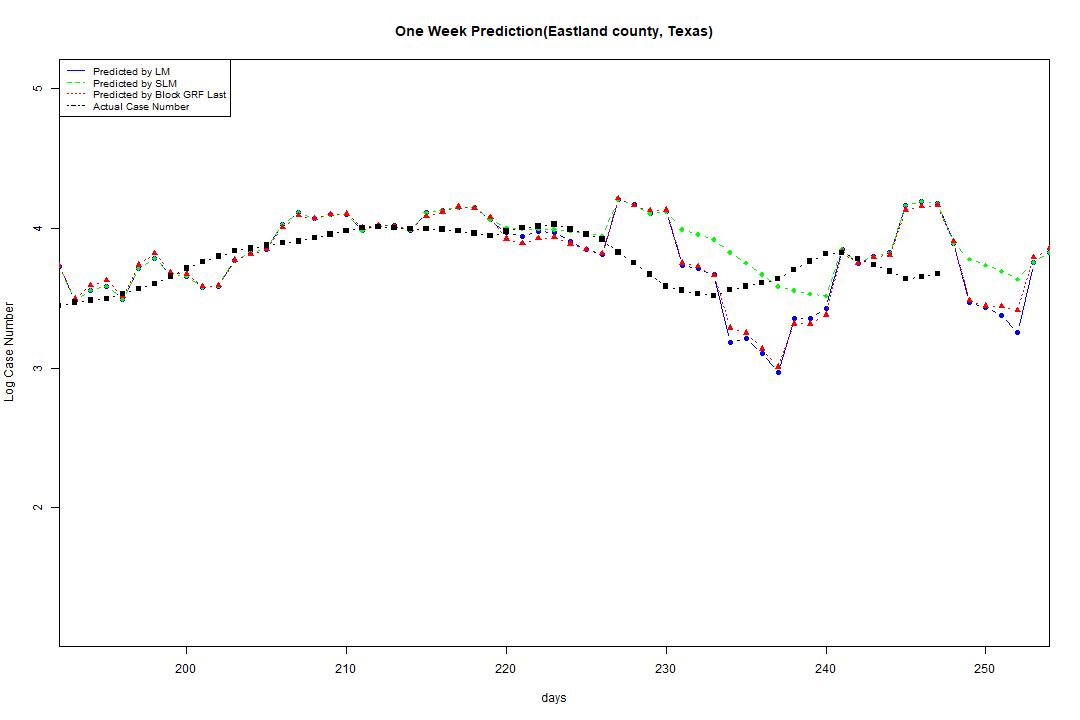 One Week Prediction(Eastland county, Texas)
Predicted by LM
Predicted by SLM
Predicted by Block GRF Last
Actual Case Number
5
4
3
2
Log Case Number
200 210 220 230 240 250
days